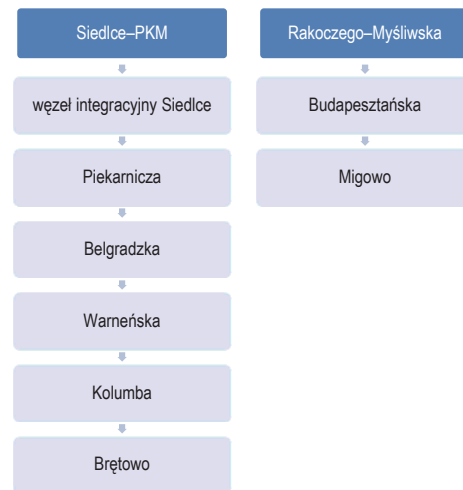 Siedlce–PKM
węzeł integracyjny Siedlce
Piekarnicza
Belgradzka
Warneńska
Kolumba
Brętowo
Rakoczego–Myśliwska
Budapesztańska
Migowo